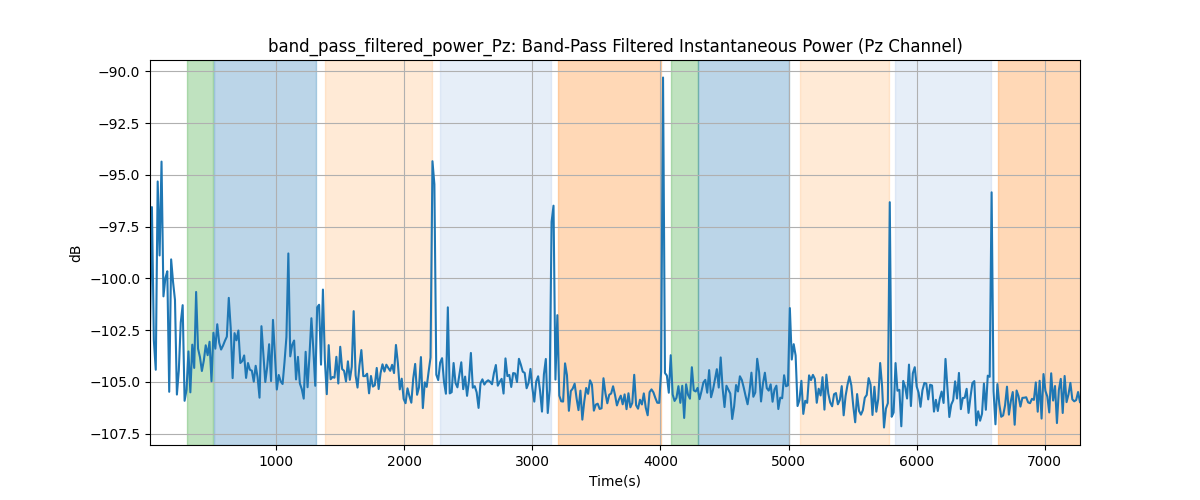 band_pass_filtered_power_Pz: Band-Pass Filtered Instantaneous Power (Pz Channel)
−90.0
−92.5
−95.0
−97.5
−100.0
−102.5
−105.0
−107.5
dB
1000 2000 3000 4000 5000 6000 7000
Time(s)